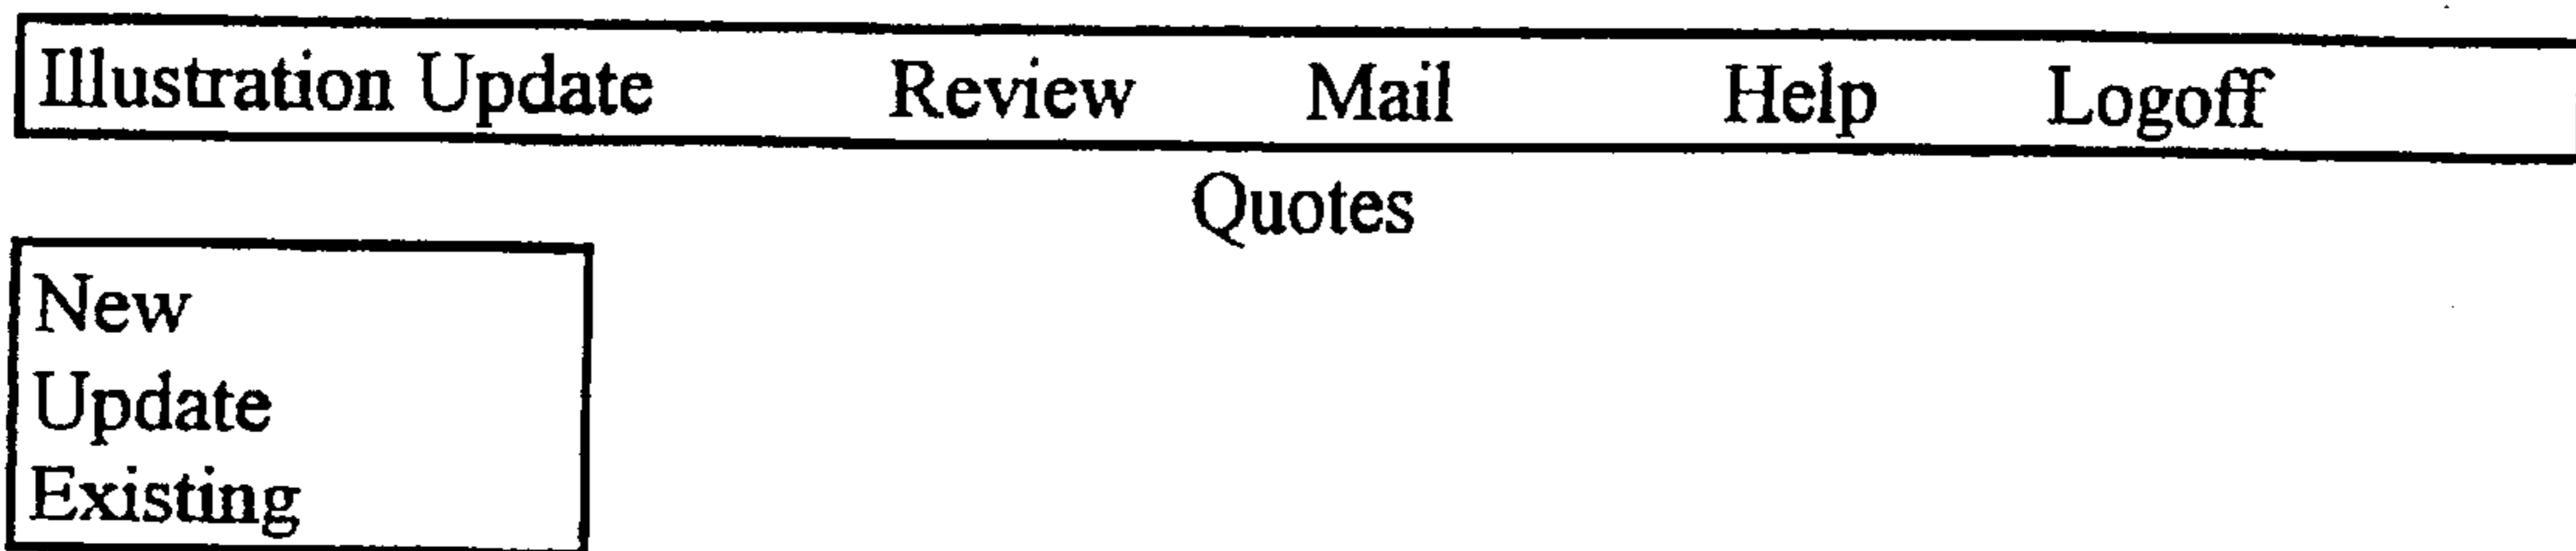 Illustration Update Review Mail Help Logoff
Quotes
New
Update
Existing